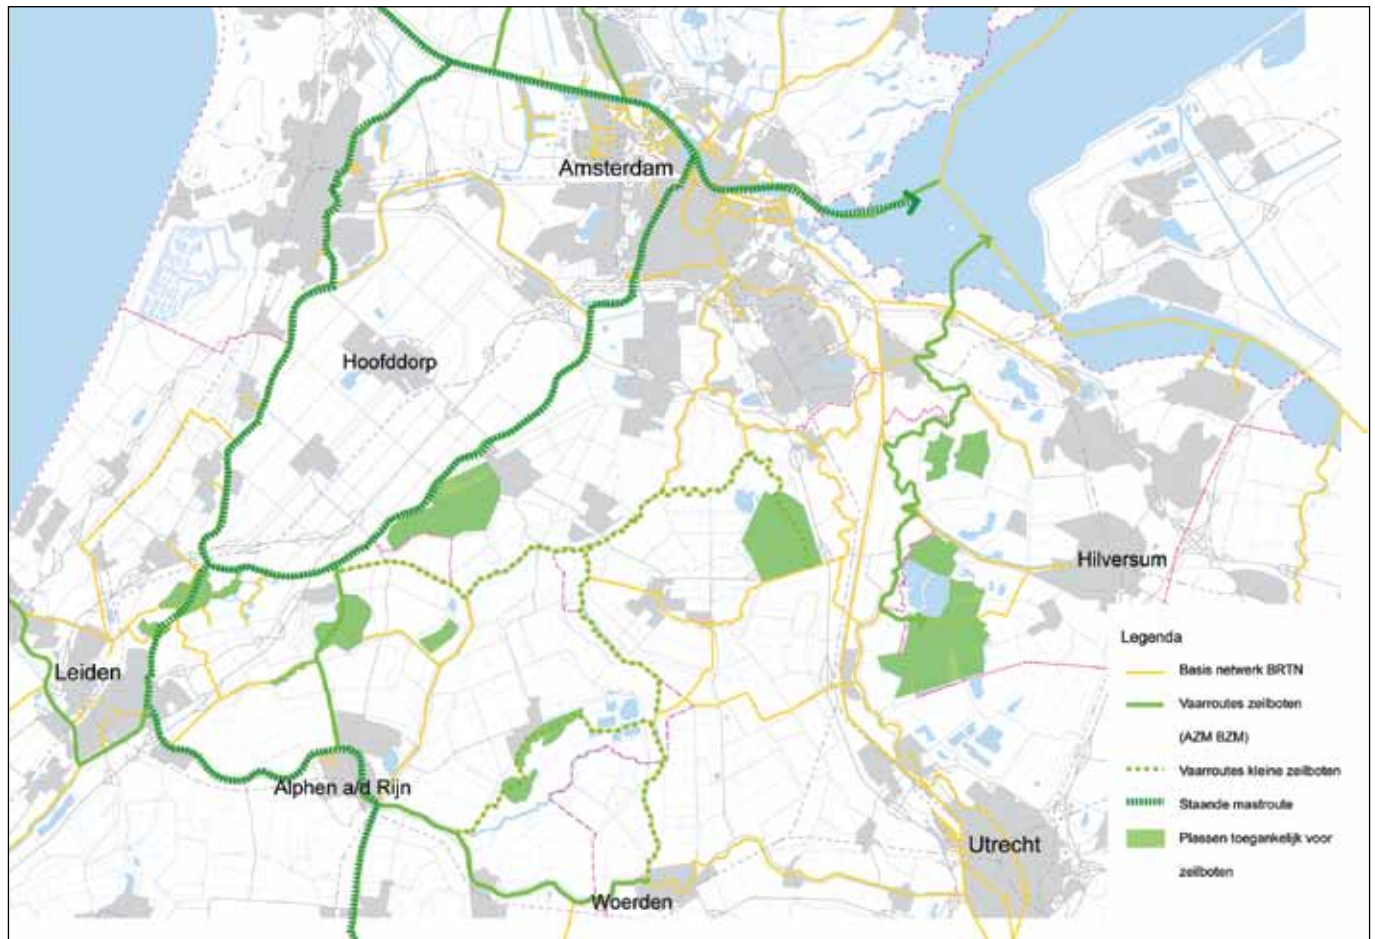 Amsterdam
Hoofddorp
Hilversum
Leiden
Alphen a/d Rijn
Utrecht
Woerden
Legenda
Basis netwerk BRTN
Vaarroutes zeilboten
(AZM BZM)
Vaarroutes kleine zeilboten
Staande mastroute
Plassen toegankelijk voor
zeilboten